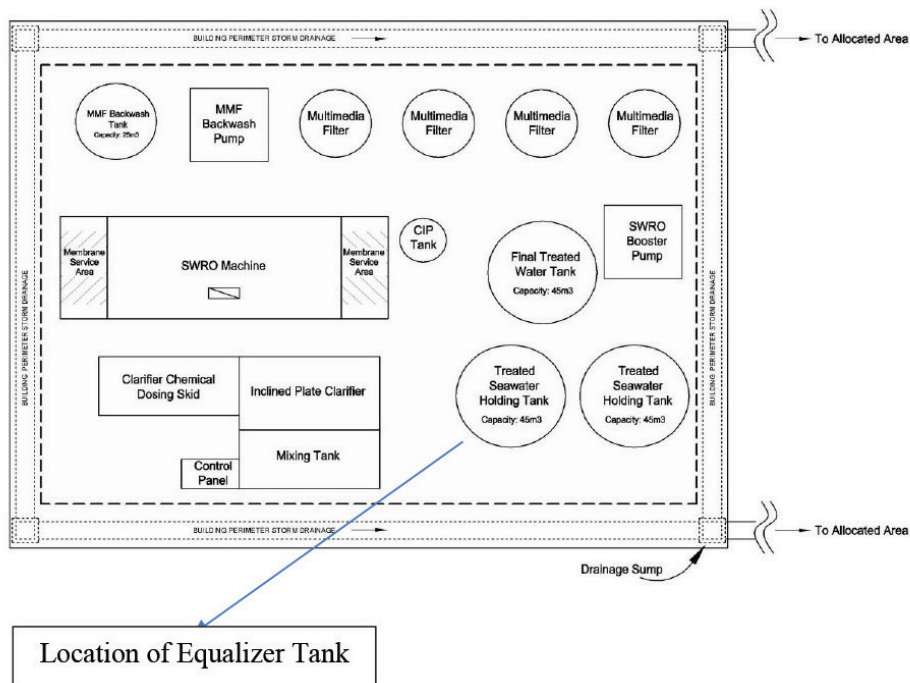 BUILDING PERIMETER STORM DRAINAGE
To Allocated Area
MMF Backwash
Tank
Capacity: 25m3
MMF
Backwash
Pump
Multimedia
Filter
Multimedia
Filter
Multimedia
Filter
Multimedia
Filter
BUILDING PERIMETER STORM DRAINAGE
Membrane
Service
Area
SWRO Machine
Membrane
Service
Area
CIP
Tank
Final Treated
Water Tank
Capacity: 45m3
SWRO
Booster
Pump
BUILDING PERIMETER STORM DRAINAGE
Clarifier Chemical
Dosing Skid
Inclined Plate Clarifier
Treated
Seawater
Holding Tank
Capacity: 45m3
Treated
Seawater
Holding Tank
Capacity: 45m3
Control
Panel
Mixing Tank
BUILDING PERIMETER STORM DRAINAGE
To Allocated Area
Drainage Sump
Location of Equalizer Tank